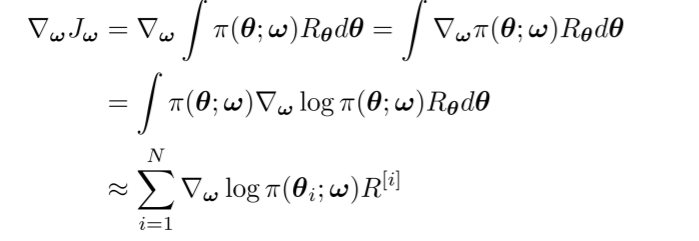 ∇_𝝎 J_𝝎 = ∇_𝝎 ∫ π(𝜽; 𝝎)R_𝜽 d𝜽 = ∫ ∇_𝝎 π(𝜽; 𝝎)R_𝜽 d𝜽
= ∫ π(𝜽; 𝝎)∇_𝝎 log π(𝜽; 𝝎)R_𝜽 d𝜽
≈ ∑_{i=1}^{N} ∇_𝝎 log π(𝜽_i; 𝝎)R^{[i]}